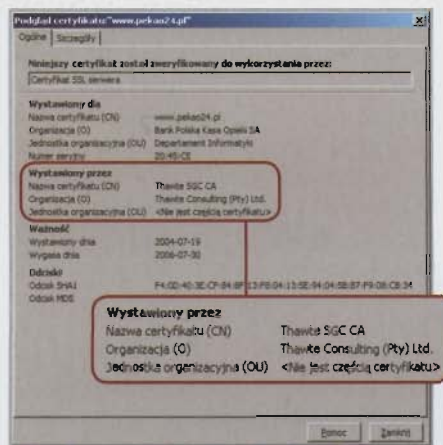 Podgląd certyfikatu:"www.pekao24.pl"
Ogólne Szczegóły
Niniejszy certyfikat został zweryfikowany do wykorzystania przez:
Certyfikat SSL serwera
Wystawiony dla
Nazwa certyfikatu (CN) www.pekao24.pl
Organizacja (O) Bank Polska Kasa Opieki SA
Jednostka organizacyjna (OU) Departament Informatyki
Numer seryjny 20:45:CE
Wystawiony przez
Nazwa certyfikatu (CN) Thawte SGC CA
Organizacja (O) Thawte Consulting (Pty) Ltd.
Jednostka organizacyjna (OU) <Nie jest częścią certyfikatu>
Ważność
Wystawiony dnia 2004-07-19
Wygasa dnia 2006-07-30
Odciski
Odcisk SHA1
Odcisk MD5
Wystawiony przez
Nazwa certyfikatu (CN) Thawte SGC CA
Organizacja (O) Thawte Consulting (Pty) Ltd.
Jednostka organizacyjna (OU) <Nie jest częścią certyfikatu>
Pomoc Zamknij